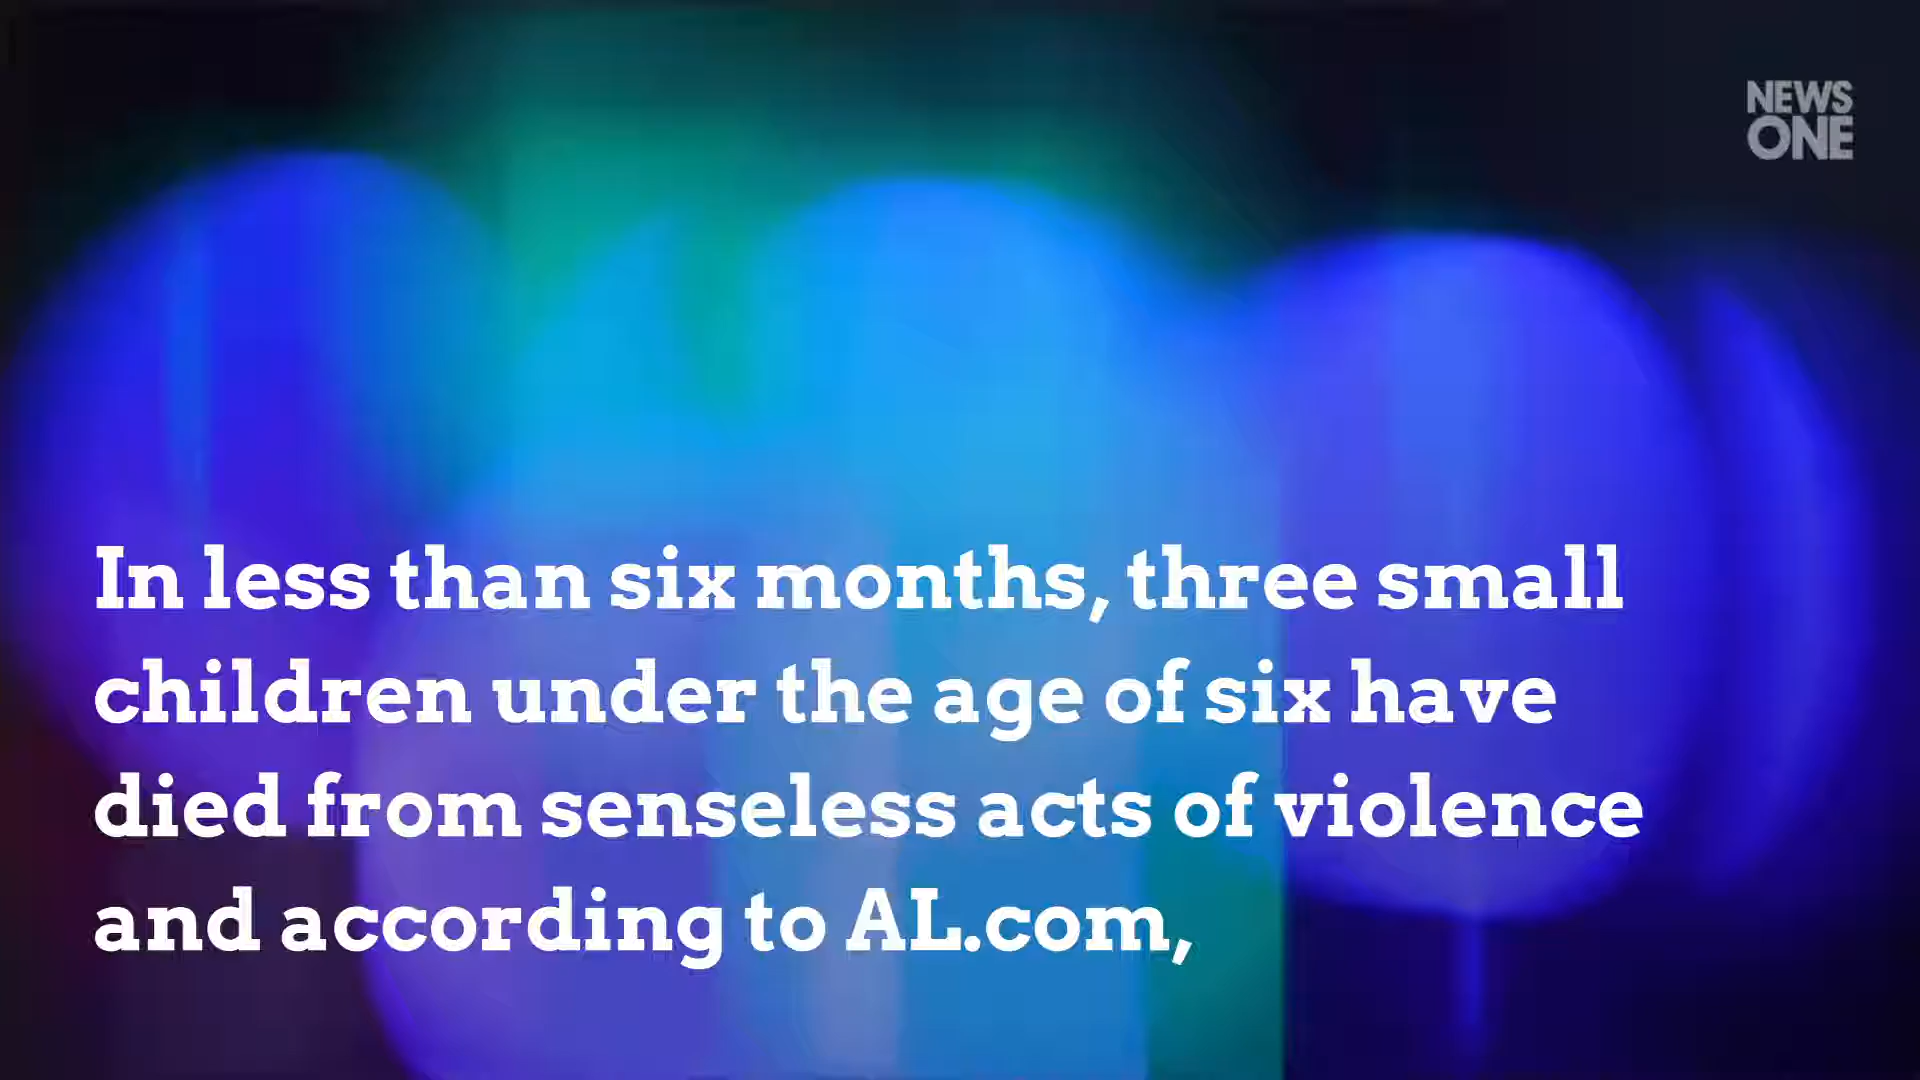 NEWS
ONE
In less than six months, three small
children under the age of six have
died from senseless acts of violence
and according to AL.com,